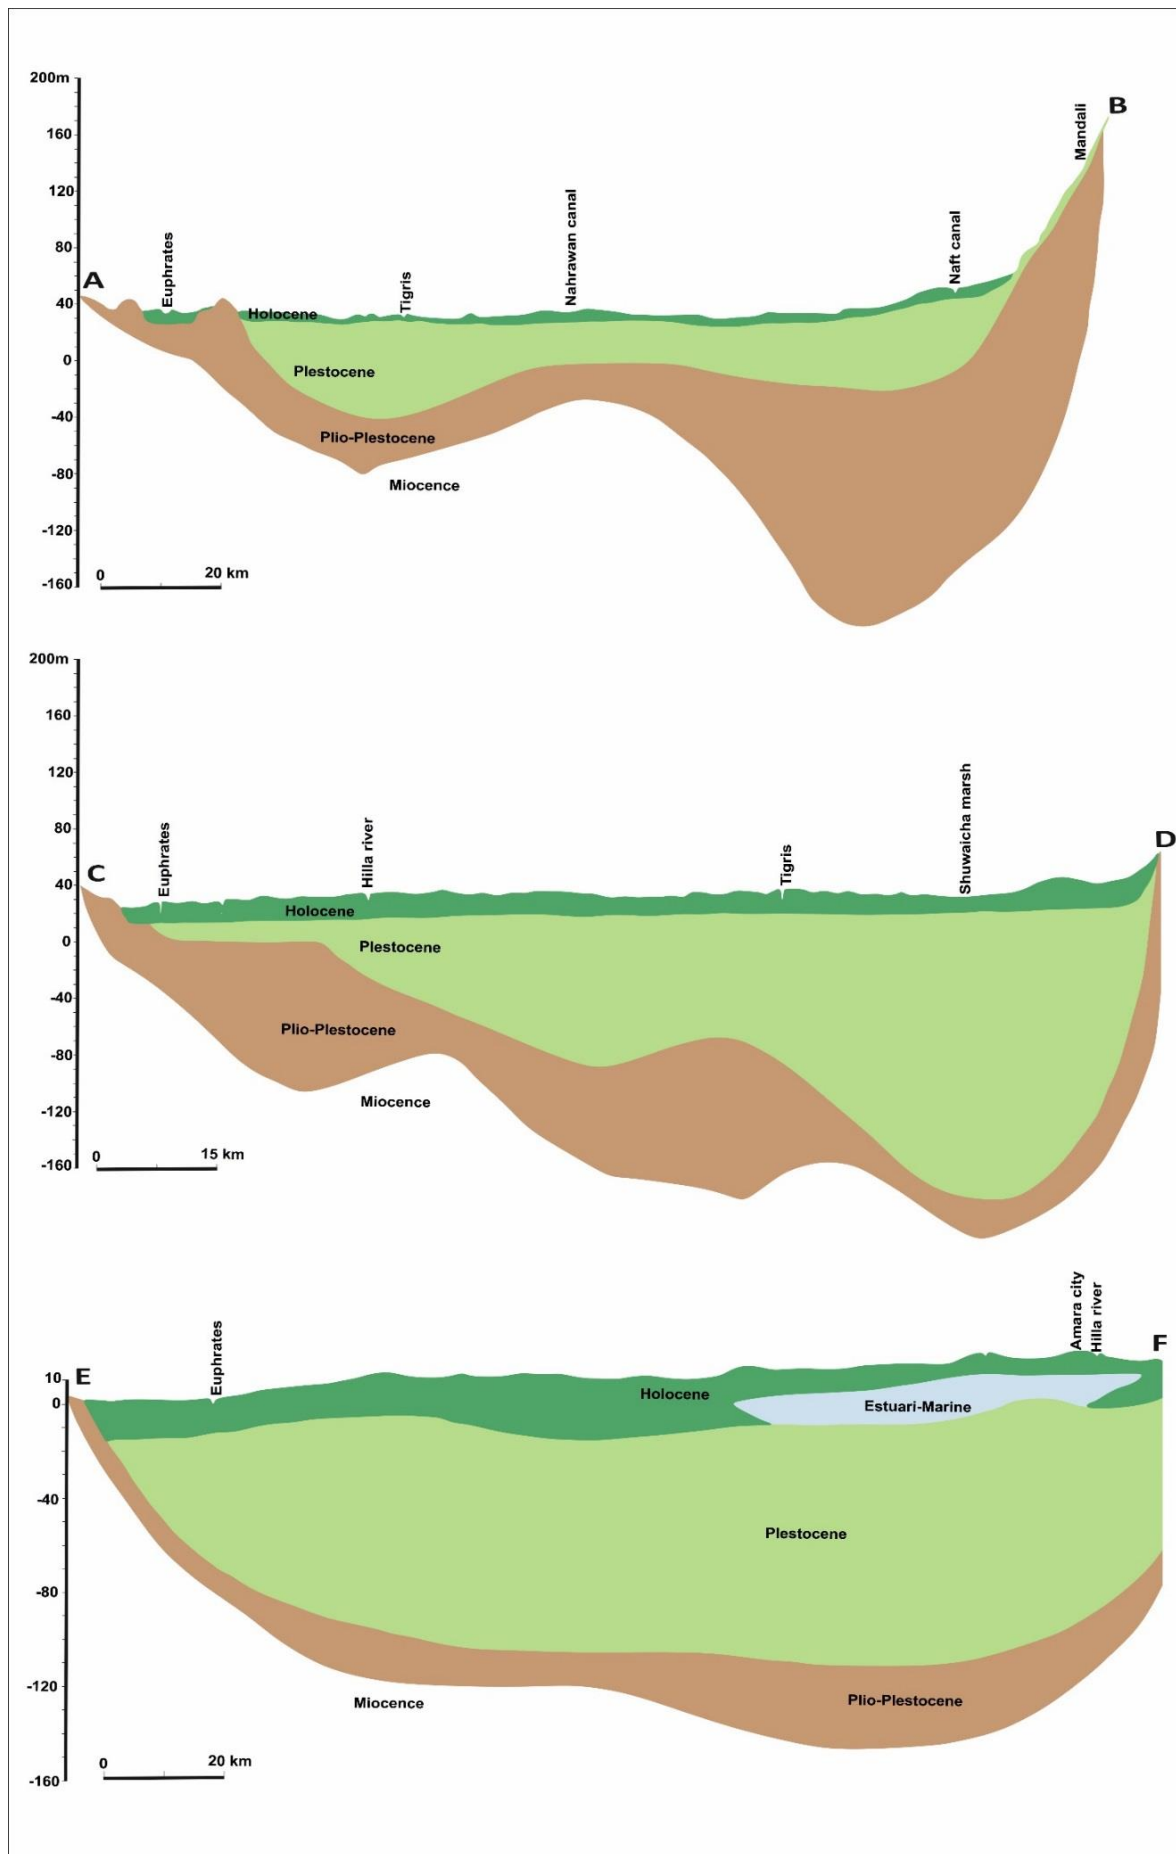 200m
160
120
80
40
0
-40
-80
-120
-160
A
Euphrates
Tigris
Nahrawan canal
Naft canal
Mandali
B
Holocene
Plestocene
Plio-Plestocene
Miocence
0 20 km
200m
160
120
80
40
0
-40
-80
-120
-160
C
Euphrates
Hilla river
Tigris
Shuwaicha marsh
D
Holocene
Plestocene
Plio-Plestocene
Miocence
0 15 km
10
0
-40
-80
-120
-160
E
Euphrates
Amara city
Hilla river
F
Holocene
Estuari-Marine
Plestocene
Plio-Plestocene
Miocence
0 20 km